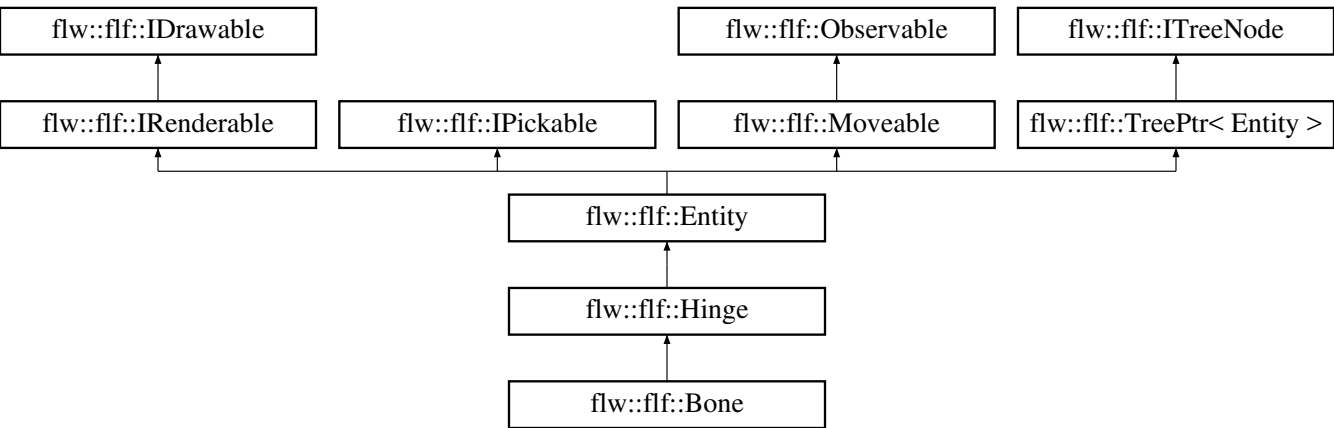 flw::flf::IDrawable
flw::flf::Observable
flw::flf::ITreeNode
flw::flf::IRenderable
flw::flf::IPickable
flw::flf::Moveable
flw::flf::TreePtr< Entity >
flw::flf::Entity
flw::flf::Hinge
flw::flf::Bone